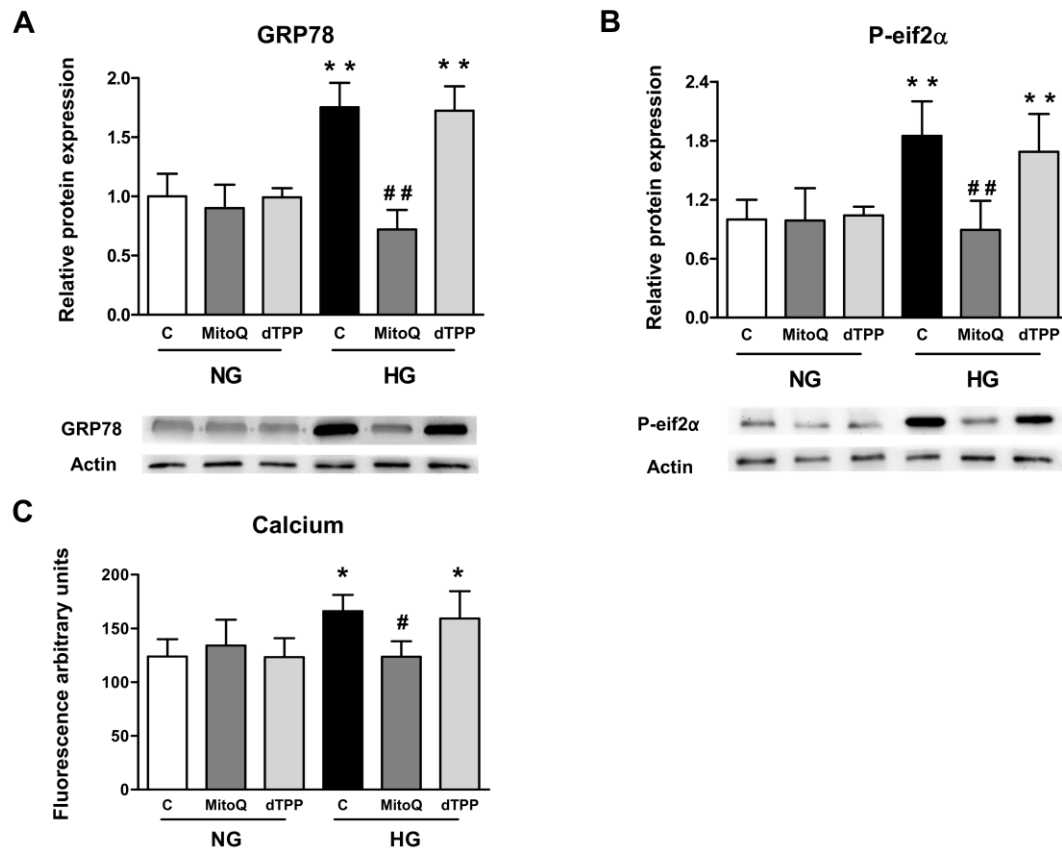 A
GRP78
Relative protein expression
2.0
1.5
1.0
0.5
0.0
* *
# #
* *
C MitoQ dTPP C MitoQ dTPP
NG HG
GRP78
Actin
B
P-eif2α
Relative protein expression
2.4
1.8
1.2
0.6
0.0
* *
# #
* *
C MitoQ dTPP C MitoQ dTPP
NG HG
P-eif2α
Actin
C
Calcium
Fluorescence arbitrary units
200
150
100
50
0
*
#
*
C MitoQ dTPP C MitoQ dTPP
NG HG